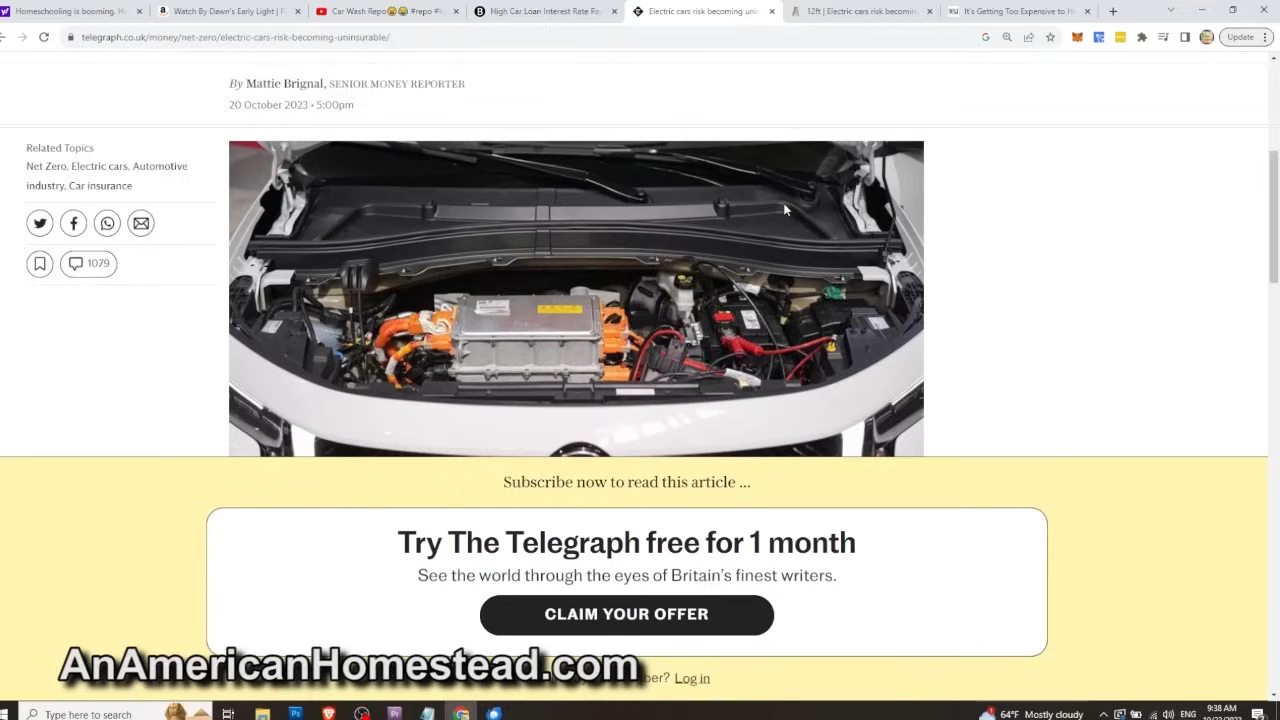 Homeschooling is booming. H
Watch By Dawn's Early Light | P
Car Wash Repo😂😂 #repo #
High Car Loan Interest Rate Pa
Electric cars risk becoming unin
12ft | Electric cars risk becomin
It's Getting Too Expensive to H
telegraph.co.uk/money/net-zero/electric-cars-risk-becoming-uninsurable/
Update
By Mattie Brignal, SENIOR MONEY REPORTER
20 October 2023 • 5:00pm
Related Topics
Net Zero, Electric cars, Automotive
industry, Car insurance
1079
Subscribe now to read this article ...
Try The Telegraph free for 1 month
See the world through the eyes of Britain's finest writers.
CLAIM YOUR OFFER
AnAmericanHomestead.com
ber? Log in
Type here to search
64°F Mostly cloudy
ENG
9:38 AM